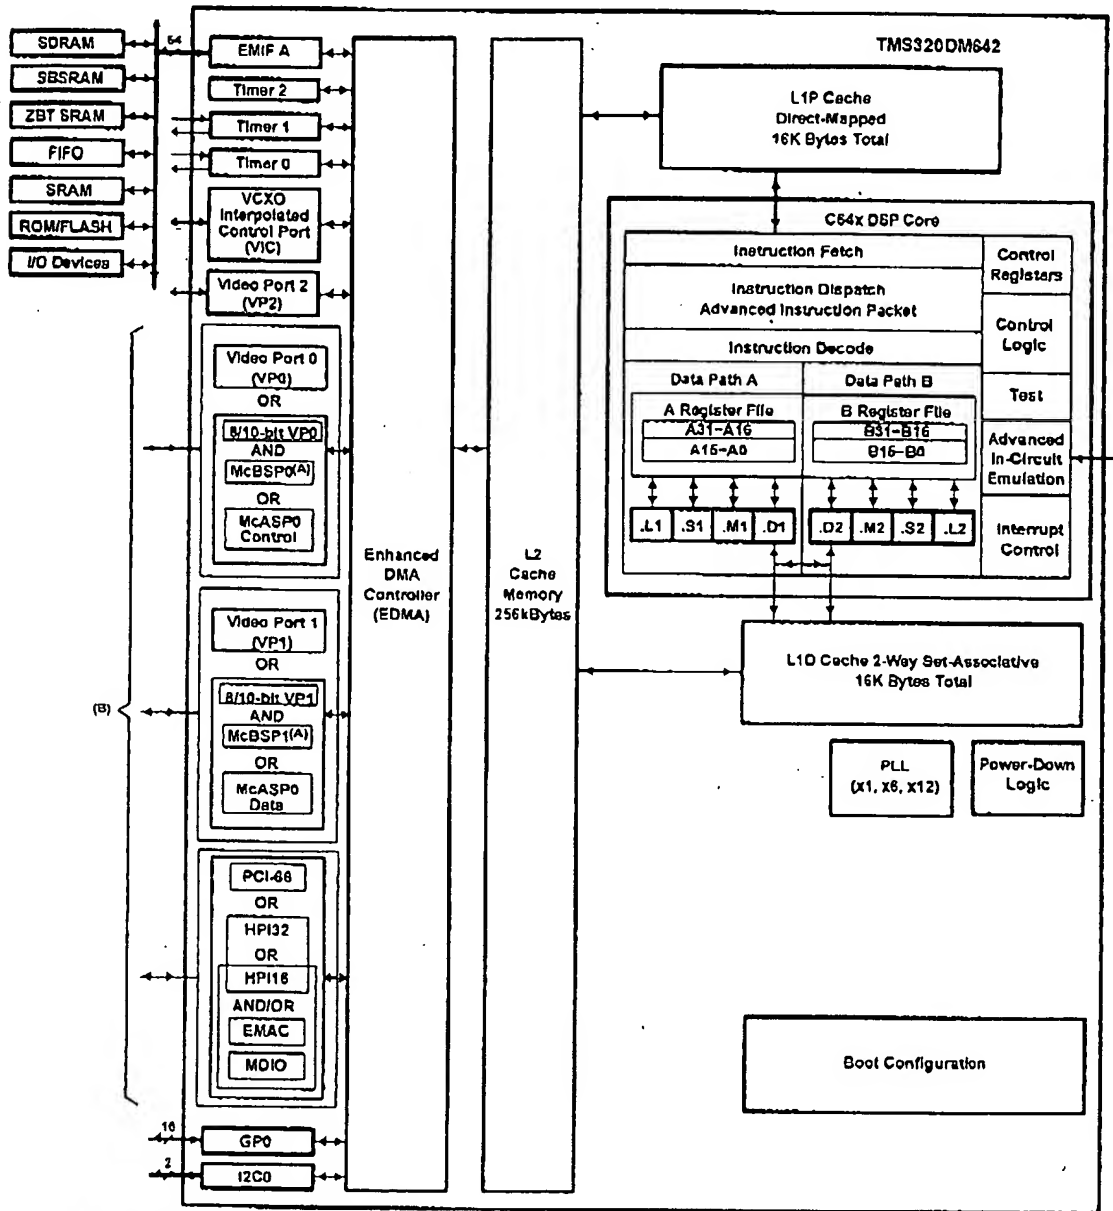 TMS320DM642
SDRAM
SBSRAM
ZBT SRAM
FIFO
SRAM
ROM/FLASH
I/O Devices
64
EMIF A
Timer 2
Timer 1
Timer 0
VCXO
Interpolated
Control Port
(VIC)
Video Port 2
(VP2)
Video Port 0
(VP0)
OR
8/10-bit VP0
AND
McBSP0(A)
OR
McASP0
Control
Video Port 1
(VP1)
OR
8/10-bit VP1
AND
McBSP1(A)
OR
McASP0
Data
(B)
PCI-66
OR
HPI32
OR
HPI16
AND/OR
EMAC
MDIO
16
GP0
2
I2C0
Enhanced
DMA
Controller
(EDMA)
L2
Cache
Memory
256kBytes
L1P Cache
Direct-Mapped
16K Bytes Total
C64x DSP Core
Instruction Fetch
Instruction Dispatch
Advanced Instruction Packet
Instruction Decode
Data Path A
A Register File
A31-A16
A15-A0
.L1
.S1
.M1
.D1
Data Path B
B Register File
B31-B16
B15-B0
.D2
.M2
.S2
.L2
Control
Registers
Control
Logic
Test
Advanced
In-Circuit
Emulation
Interrupt
Control
L1D Cache 2-Way Set-Associative
16K Bytes Total
PLL
(x1, x6, x12)
Power-Down
Logic
Boot Configuration